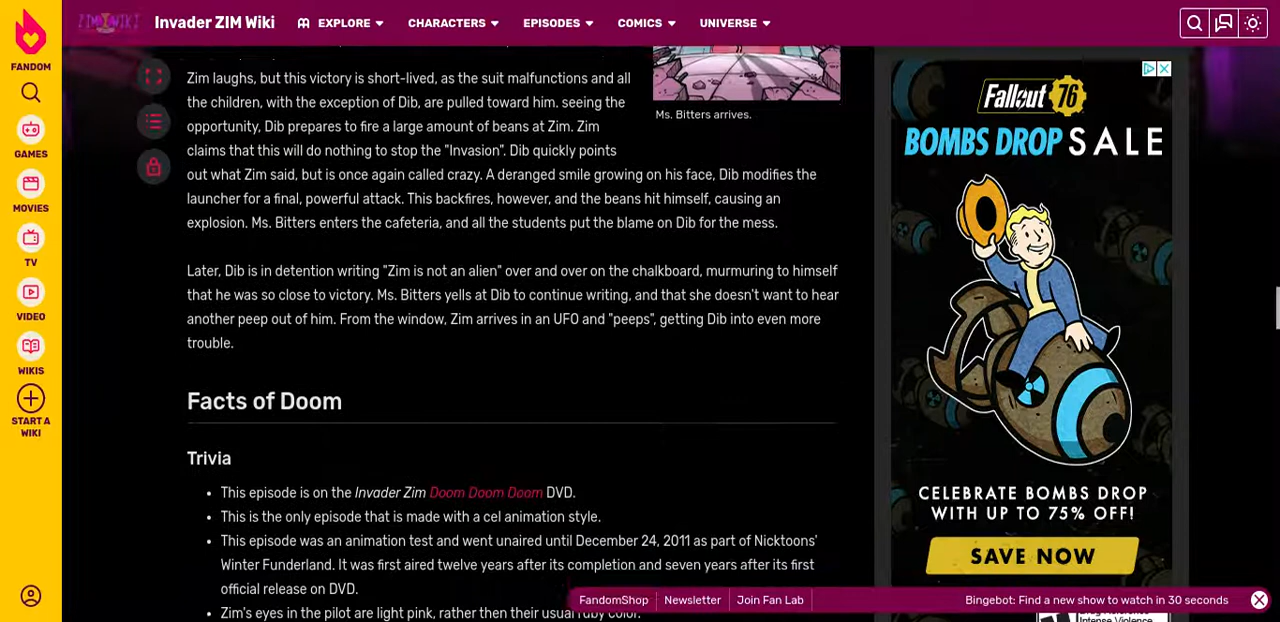 Invader ZIM Wiki
EXPLORE
CHARACTERS
EPISODES
COMICS
UNIVERSE
FANDOM
GAMES
MOVIES
TV
VIDEO
WIKIS
START A
WIKI
Zim laughs, but this victory is short-lived, as the suit malfunctions and all
the children, with the exception of Dib, are pulled toward him. seeing the
opportunity, Dib prepares to fire a large amount of beans at Zim. Zim
claims that this will do nothing to stop the "Invasion". Dib quickly points
out what Zim said, but is once again called crazy. A deranged smile growing on his face, Dib modifies the
launcher for a final, powerful attack. This backfires, however, and the beans hit himself, causing an
explosion. Ms. Bitters enters the cafeteria, and all the students put the blame on Dib for the mess.
Ms. Bitters arrives.
Later, Dib is in detention writing "Zim is not an alien" over and over on the chalkboard, murmuring to himself
that he was so close to victory. Ms. Bitters yells at Dib to continue writing, and that she doesn't want to hear
another peep out of him. From the window, Zim arrives in an UFO and "peeps", getting Dib into even more
trouble.
Facts of Doom
Trivia
This episode is on the Invader Zim Doom Doom Doom DVD.
This is the only episode that is made with a cel animation style.
This episode was an animation test and went unaired until December 24, 2011 as part of Nicktoons'
Winter Funderland. It was first aired twelve years after its completion and seven years after its first
official release on DVD.
Zim's eyes in the pilot are light pink, rather then their usual ruby color.
Fallout 76
BOMBS DROP SALE
CELEBRATE BOMBS DROP
WITH UP TO 75% OFF!
SAVE NOW
FandomShop
Newsletter
Join Fan Lab
Bingebot: Find a new show to watch in 30 seconds
Intense Violence